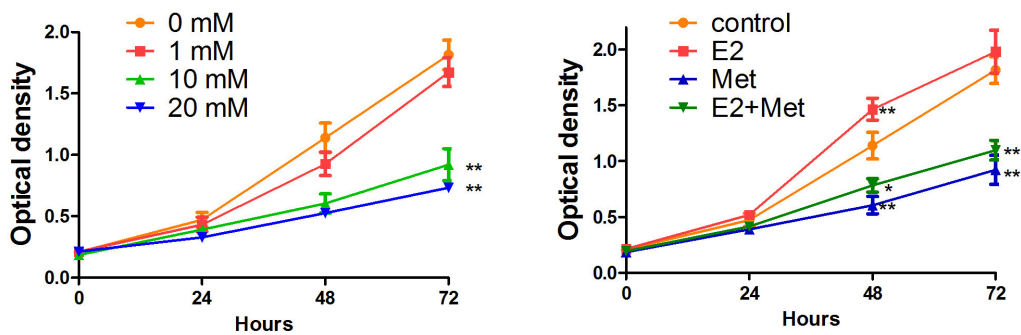 0 mM
1 mM
10 mM
20 mM
Optical density
2.0
1.5
1.0
0.5
0.0
**
**
0
24
48
72
Hours
control
E2
Met
E2+Met
Optical density
2.0
1.5
1.0
0.5
0.0
**
*
**
**
**
0
24
48
72
Hours